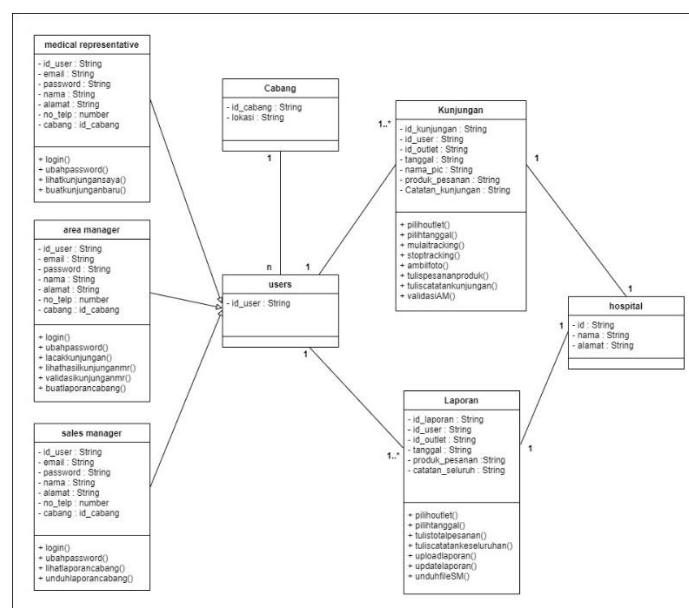 medical representative
- id_user : String
- email : String
- password : String
- nama : String
- alamat : String
- no_telp : number
- cabang : id_cabang
+ login()
+ ubahpassword()
+ lihatkunjungansaya()
+ buatkunjunganbaru()
area manager
- id_user : String
- email : String
- password : String
- nama : String
- alamat : String
- no_telp : number
- cabang : id_cabang
+ login()
+ ubahpassword()
+ lacakkunjungan()
+ lihathasilkunjunganmr()
+ validasikunjunganmr()
+ buatlaporancabang()
sales manager
- id_user : String
- email : String
- password : String
- nama : String
- alamat : String
- no_telp : number
- cabang : id_cabang
+ login()
+ ubahpassword()
+ lihatlaporancabang()
+ unduhlaporancabang()
Cabang
- id_cabang : String
- lokasi : String
1
n
users
- id_user : String
1
1
1..*
Kunjungan
- id_kunjungan : String
- id_user : String
- id_outlet : String
- tanggal : String
- nama_pic : String
- produk_pesanan : String
- Catatan_kunjungan : String
+ pilihoutlet()
+ pilihtanggal()
+ mulaitracking()
+ stoptracking()
+ ambilfoto()
+ tulispesananproduk()
+ tuliscatatankunjungan()
+ validasiAM()
1
1
hospital
- id : String
- nama : String
- alamat : String
1
1
1..*
Laporan
- id_laporan : String
- id_user : String
- id_outlet : String
- tanggal : String
- produk_pesanan :String
- catatan_seluruh : String
+ pilihoutlet()
+ pilihtanggal()
+ tulistotalpesanan()
+ tuliscatatankeseluruhan()
+ uploadlaporan()
+ updatelaporan()
+ unduhfileSM()